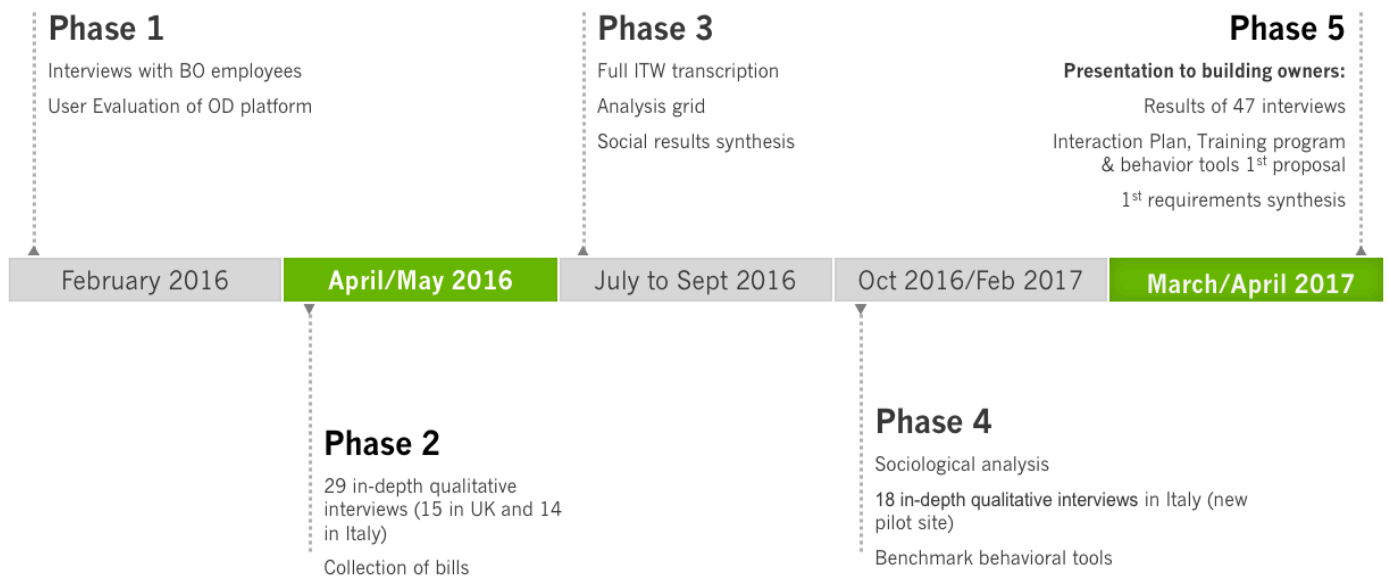 Phase 1
Interviews with BO employees
User Evaluation of OD platform
Phase 3
Full ITW transcription
Analysis grid
Social results synthesis
Phase 5
Presentation to building owners:
Results of 47 interviews
Interaction Plan, Training program
& behavior tools 1st proposal
1st requirements synthesis
February 2016
April/May 2016
July to Sept 2016
Oct 2016/Feb 2017
March/April 2017
Phase 2
29 in-depth qualitative
interviews (15 in UK and 14
in Italy)
Collection of bills
Phase 4
Sociological analysis
18 in-depth qualitative interviews in Italy (new
pilot site)
Benchmark behavioral tools